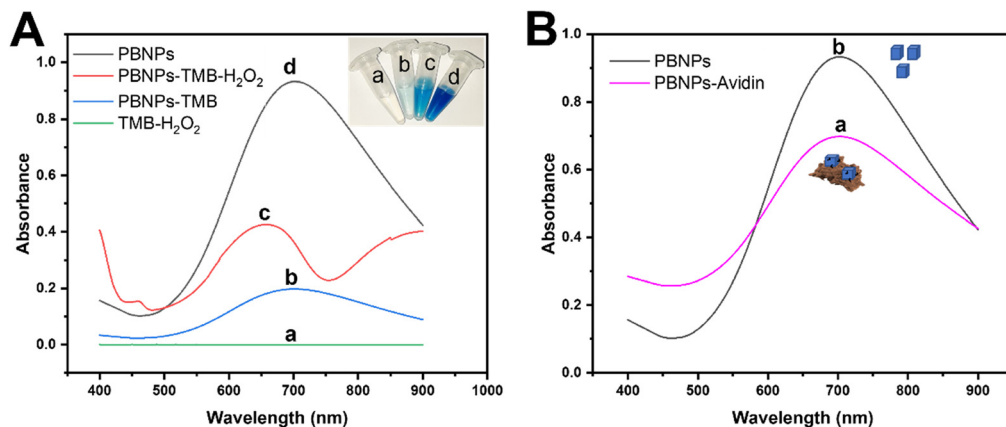 A
PBNPs
PBNPs-TMB-H₂O₂
PBNPs-TMB
TMB-H₂O₂
a
b
c
d
d
c
b
a
Absorbance
1.0
0.8
0.6
0.4
0.2
0.0
400
500
600
700
800
900
1000
Wavelength (nm)
B
PBNPs
PBNPs-Avidin
b
a
Absorbance
1.0
0.8
0.6
0.4
0.2
0.0
400
500
600
700
800
900
Wavelength (nm)